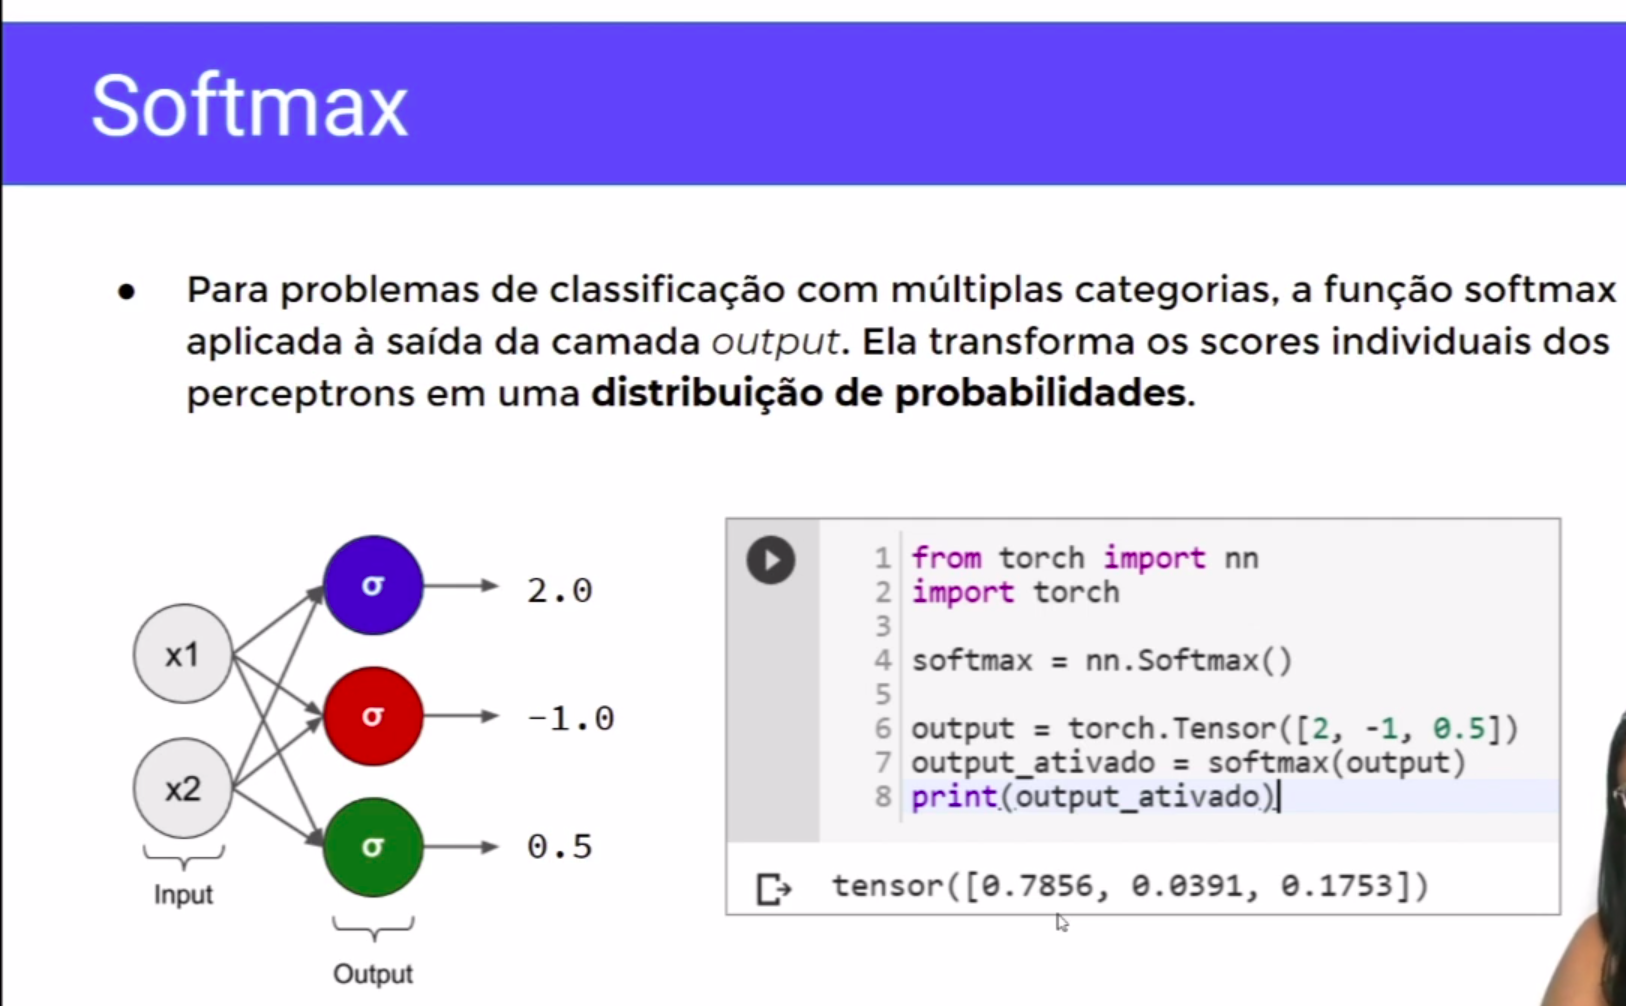 Softmax
● Para problemas de classificação com múltiplas categorias, a função softmax
aplicada à saída da camada output. Ela transforma os scores individuais dos
perceptrons em uma distribuição de probabilidades.
x1
x2
Input
σ
σ
σ
Output
2.0
-1.0
0.5
1 from torch import nn
2 import torch
3
4 softmax = nn.Softmax()
5
6 output = torch.Tensor([2, -1, 0.5])
7 output_ativado = softmax(output)
8 print(output_ativado)
tensor([0.7856, 0.0391, 0.1753])